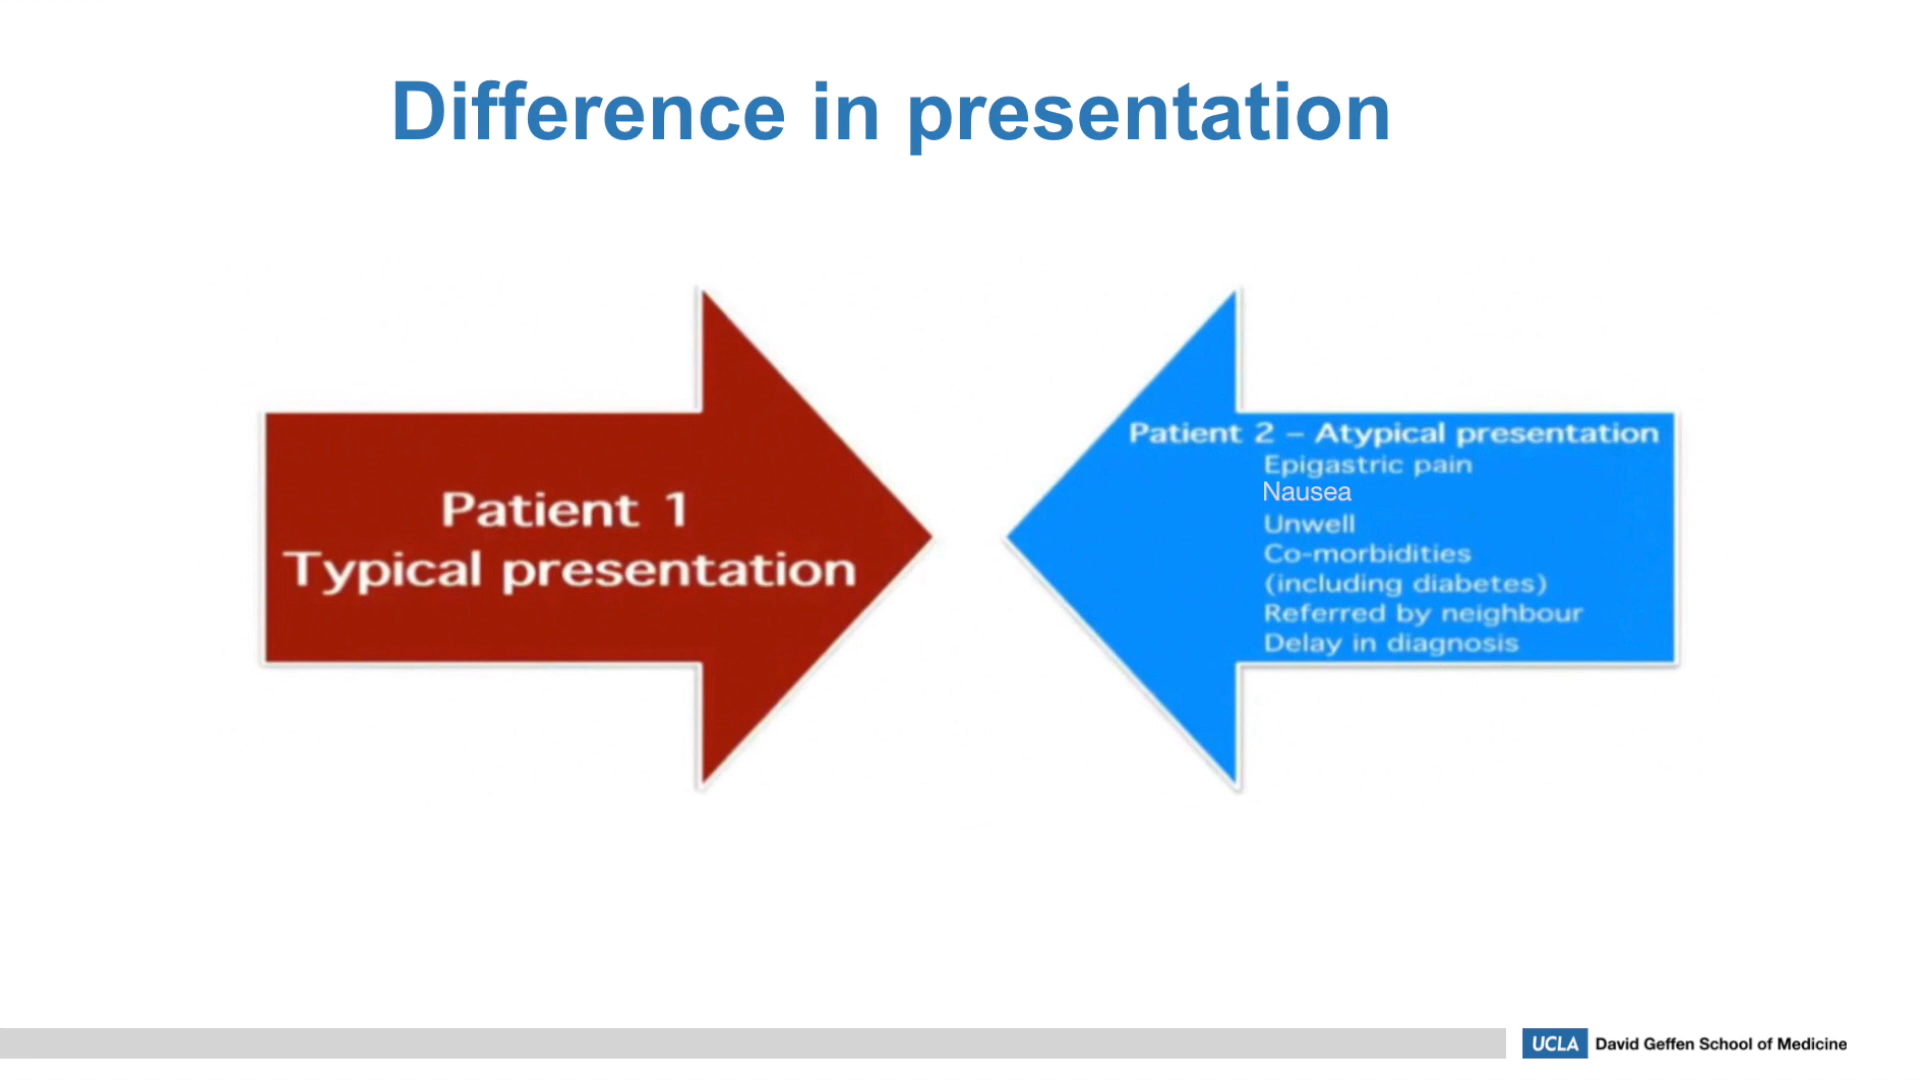 Difference in presentation
Patient 1
Typical presentation
Patient 2 – Atypical presentation
Epigastric pain
Nausea
Unwell
Co-morbidities
(including diabetes)
Referred by neighbour
Delay in diagnosis
UCLA David Geffen School of Medicine